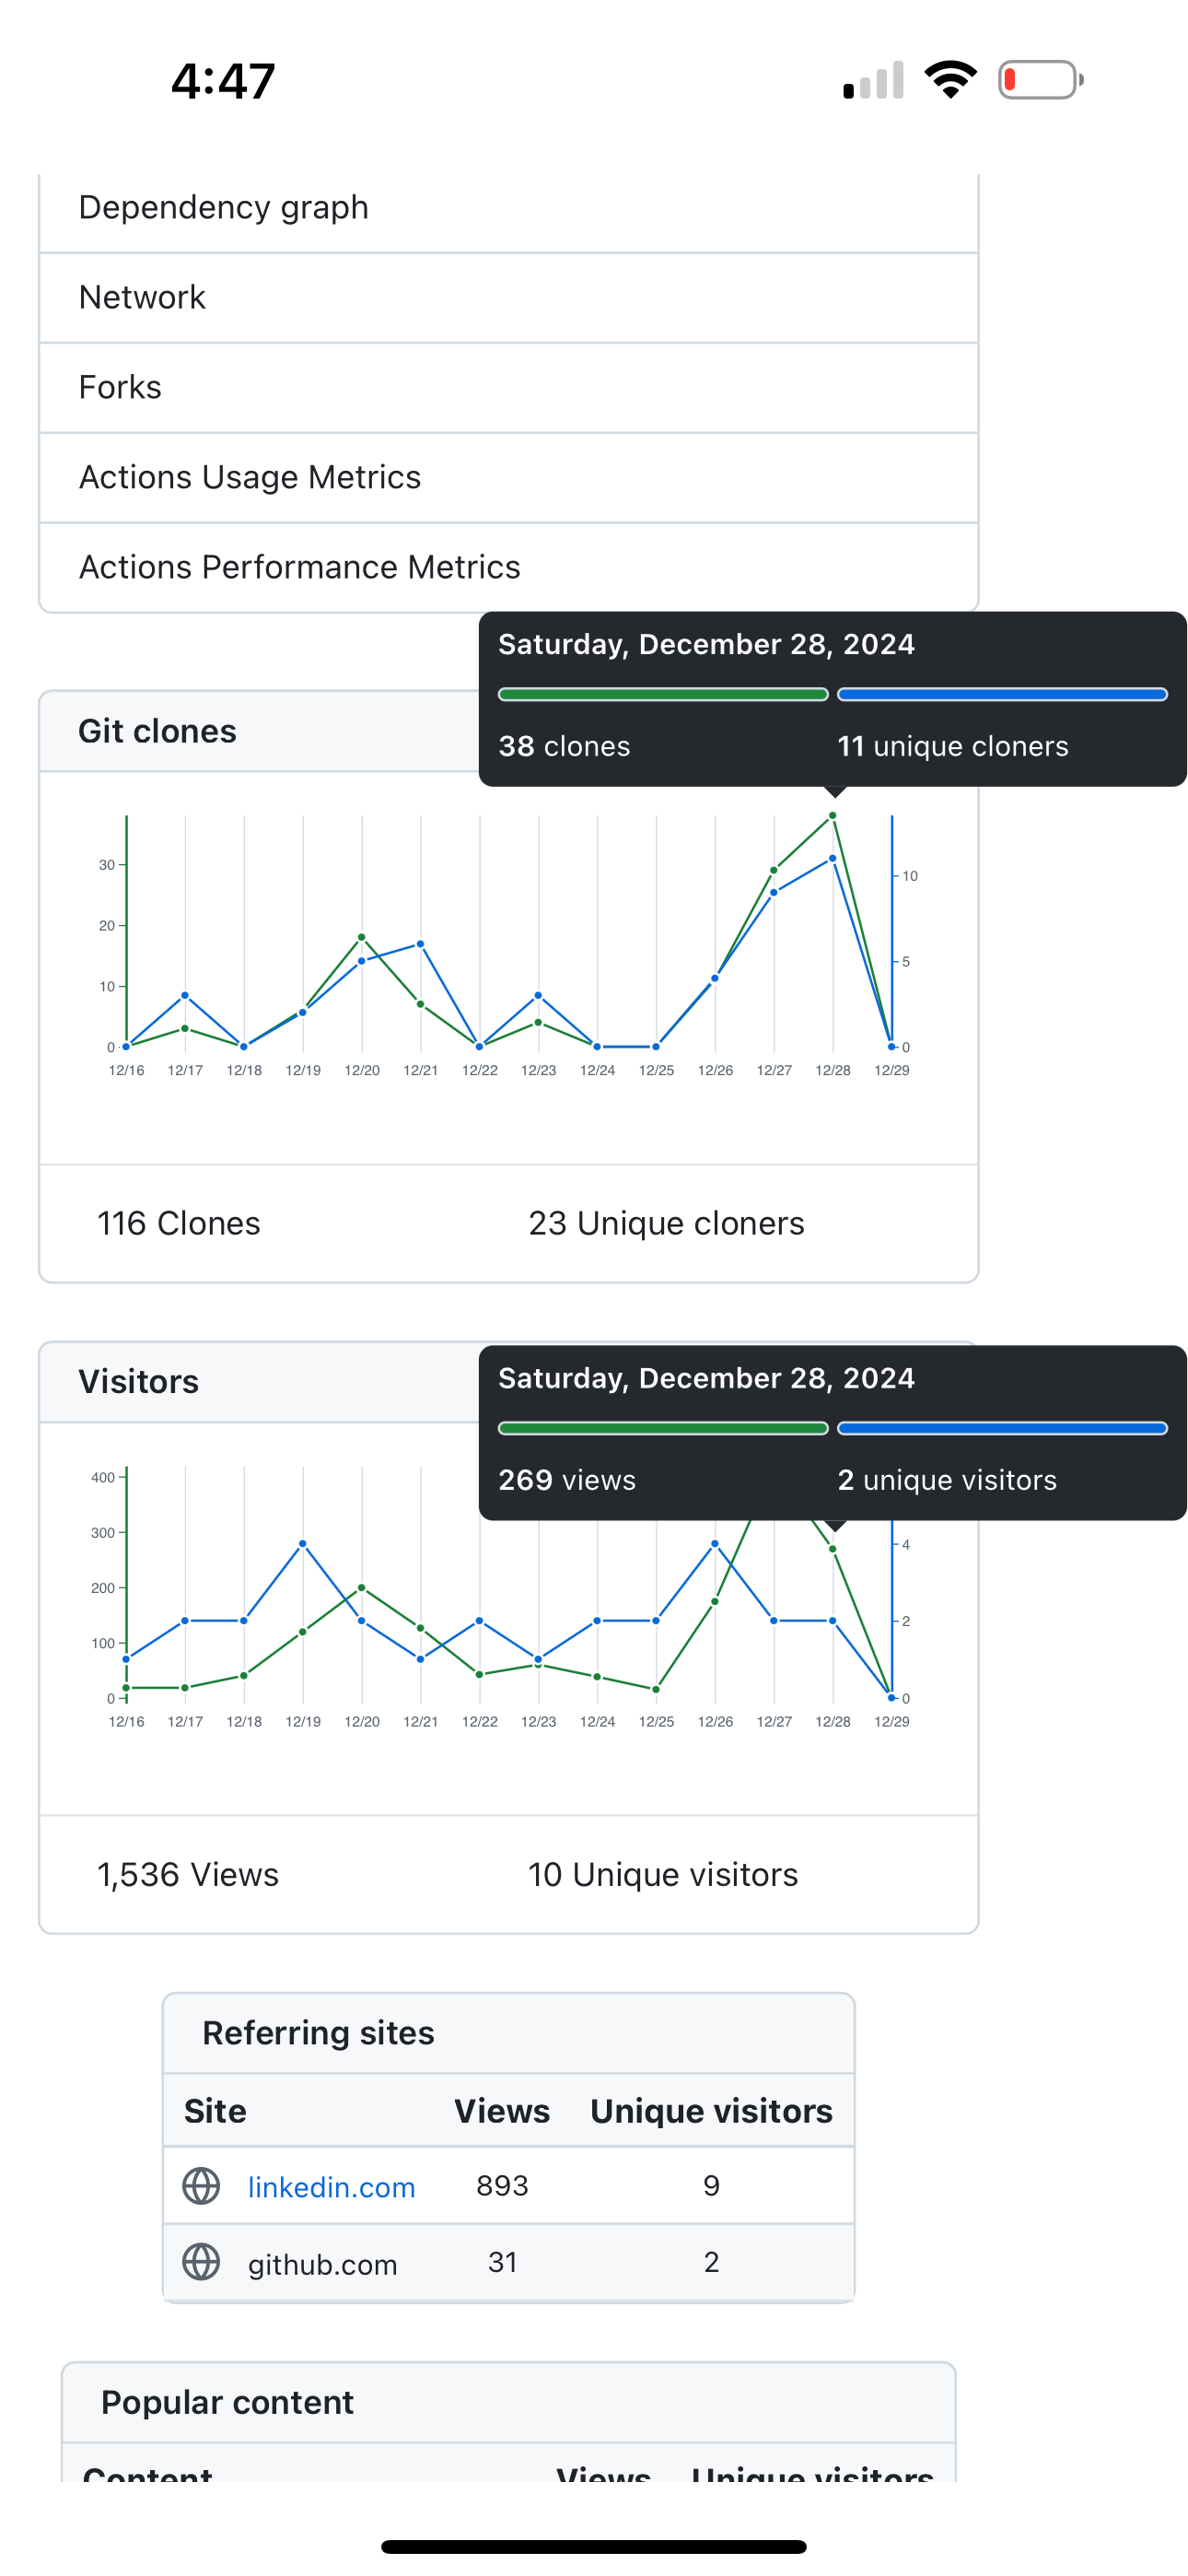 4:47
Dependency graph
Network
Forks
Actions Usage Metrics
Actions Performance Metrics
Saturday, December 28, 2024
38 clones 11 unique cloners
Git clones
30
20
10
0
10
5
0
12/16 12/17 12/18 12/19 12/20 12/21 12/22 12/23 12/24 12/25 12/26 12/27 12/28 12/29
116 Clones 23 Unique cloners
Visitors
Saturday, December 28, 2024
269 views 2 unique visitors
400
300
200
100
0
4
2
0
12/16 12/17 12/18 12/19 12/20 12/21 12/22 12/23 12/24 12/25 12/26 12/27 12/28 12/29
1,536 Views 10 Unique visitors
Referring sites
Site Views Unique visitors
linkedin.com 893 9
github.com 31 2
Popular content
Content Views Unique visitors